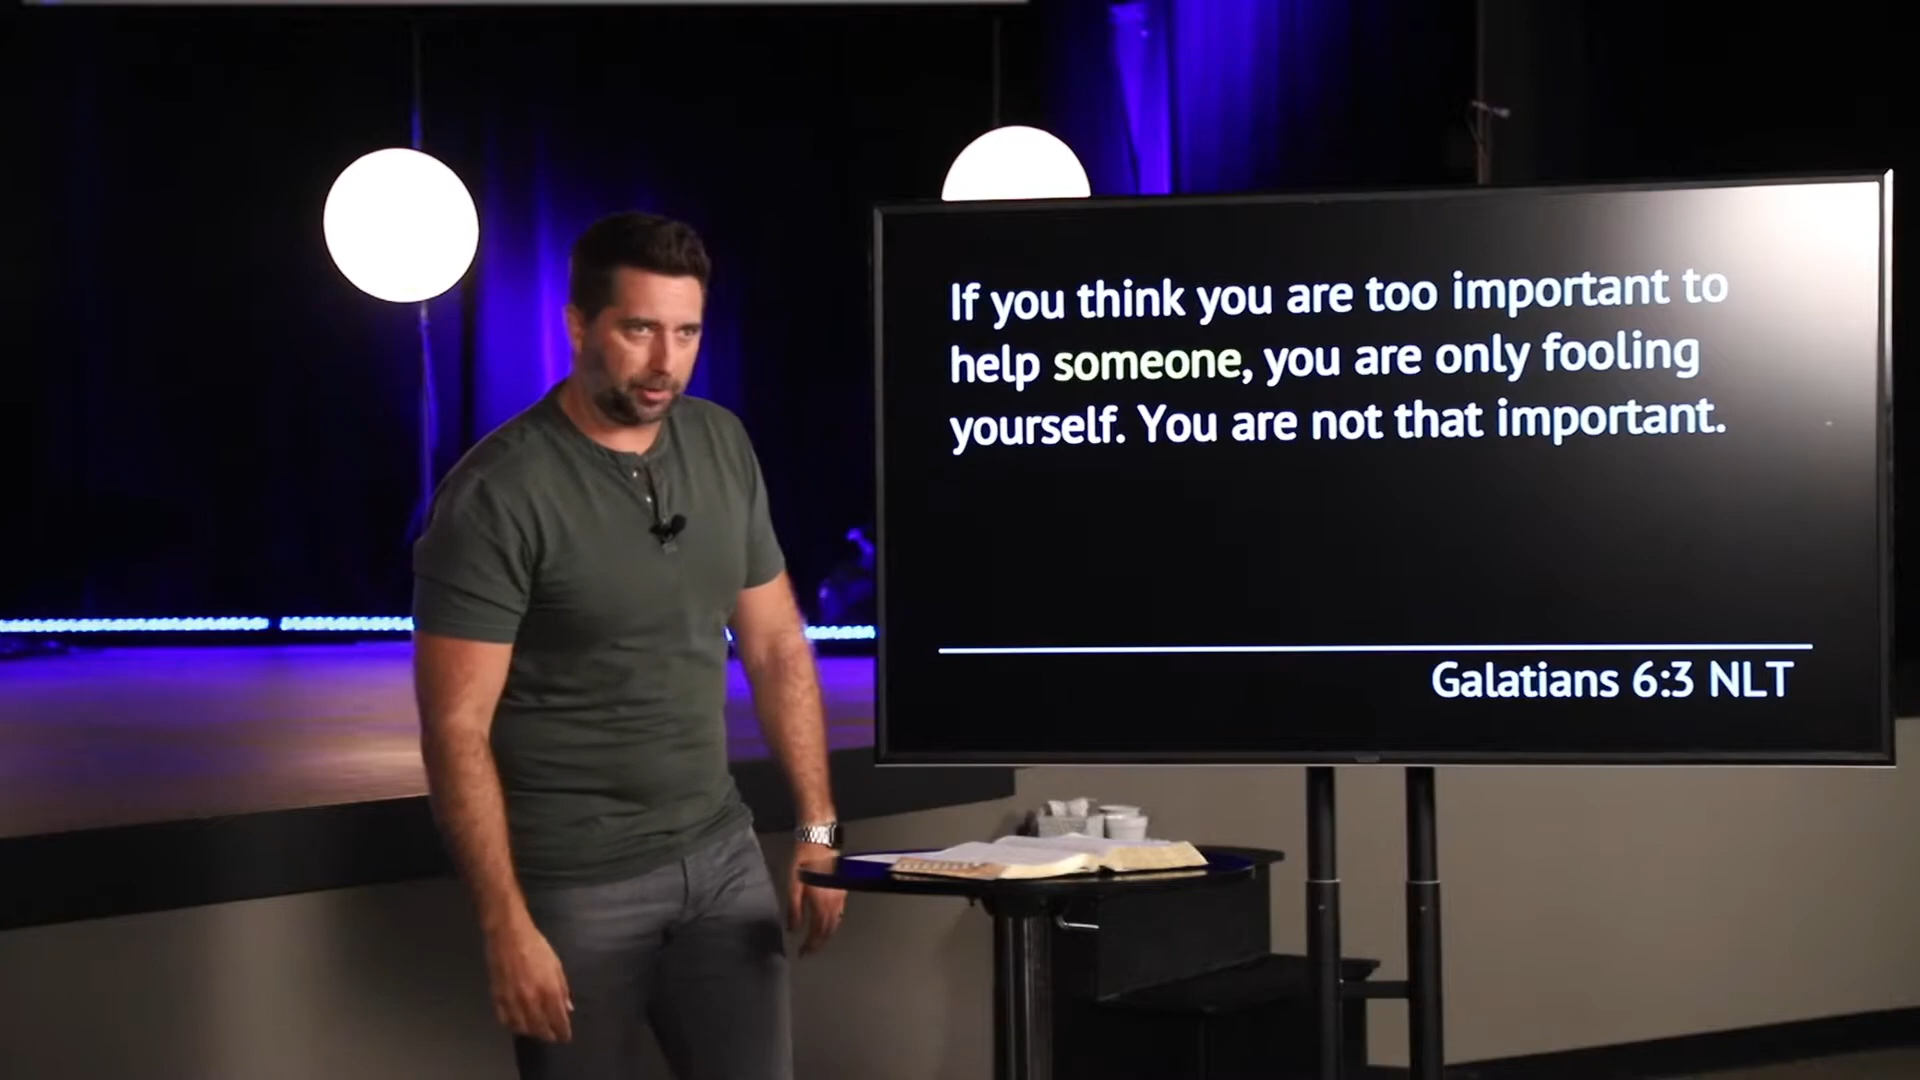 If you think you are too important to
help someone, you are only fooling
yourself. You are not that important.
Galatians 6:3 NLT